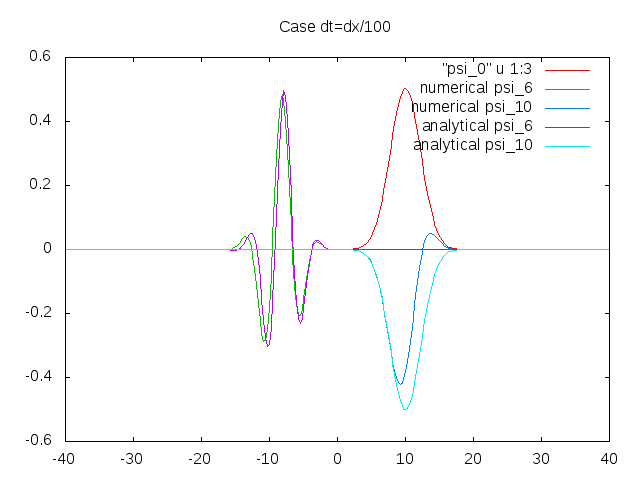 Case dt=dx/100
0.6
"psi_0" u 1:3
numerical psi_6
numerical psi_10
analytical psi_6
analytical psi_10
0.4
0.2
0
-0.2
-0.4
-0.6
-40 -30 -20 -10 0 10 20 30 40